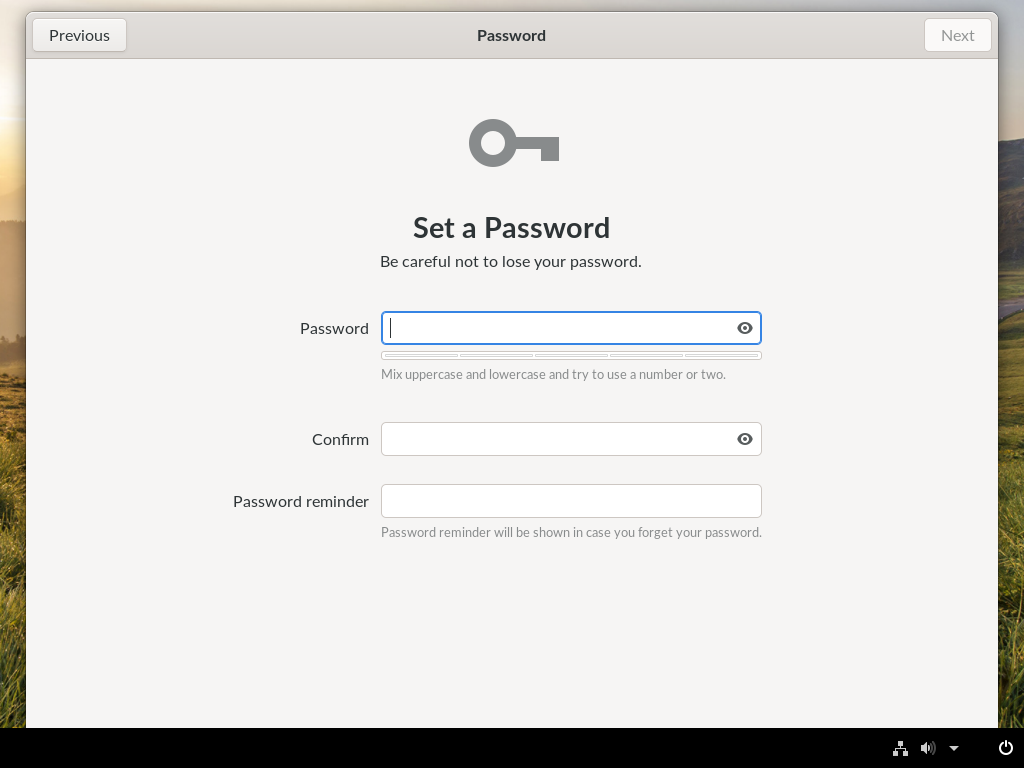 Previous
Password
Next
Set a Password
Be careful not to lose your password.
Password
Mix uppercase and lowercase and try to use a number or two.
Confirm
Password reminder
Password reminder will be shown in case you forget your password.